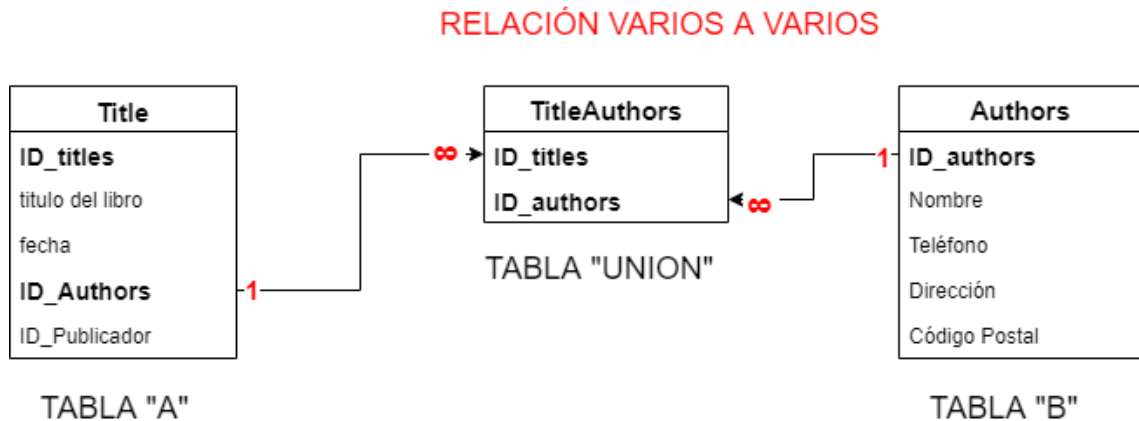 RELACIÓN VARIOS A VARIOS
Title
ID_titles
titulo del libro
fecha
ID_Authors
ID_Publicador
TABLA "A"
1
∞
TitleAuthors
ID_titles
ID_authors
TABLA "UNION"
∞
1
Authors
ID_authors
Nombre
Teléfono
Dirección
Código Postal
TABLA "B"